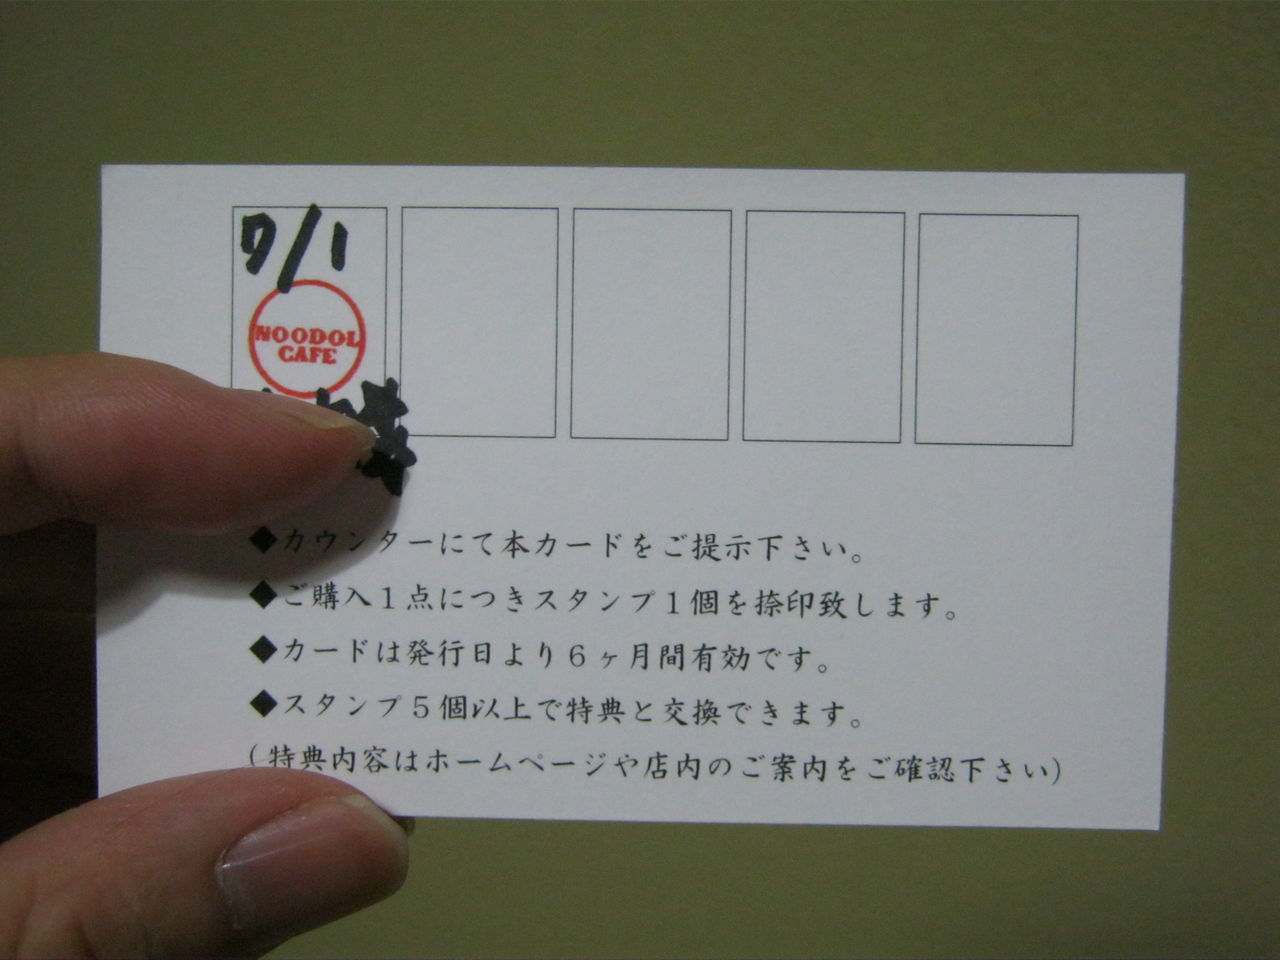 7/1
NOODOL
CAFE
◆カウンターにて本カードをご提示下さい。
◆ご購入1点につきスタンプ1個を捺印致します。
◆カードは発行日より6ヶ月間有効です。
◆スタンプ5個以上で特典と交換できます。
(特典内容はホームページや店内のご案内をご確認下さい)